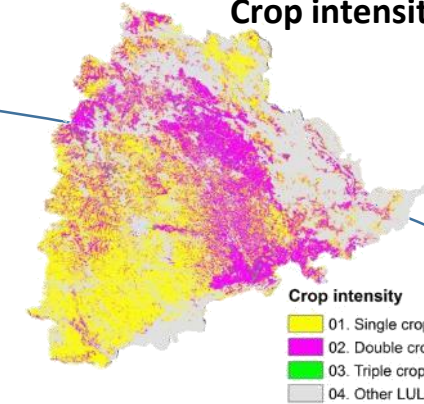 Crop intensit
Crop intensity
01. Single crop
02. Double cro
03. Triple crop
04. Other LUL